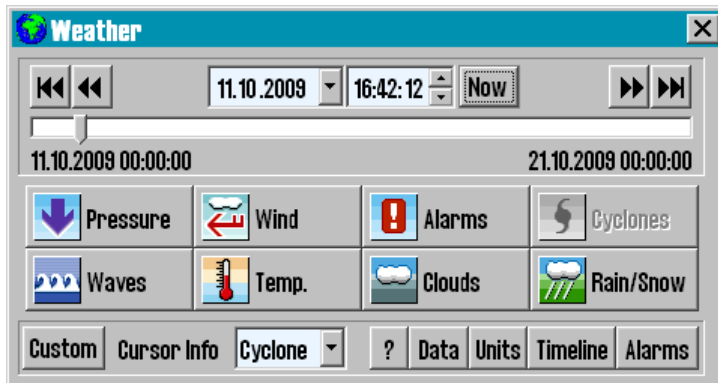 Weather
11.10.2009 16:42:12 Now
11.10.2009 00:00:00 21.10.2009 00:00:00
Pressure Wind Alarms Cyclones
Waves Temp. Clouds Rain/Snow
Custom Cursor Info Cyclone ? Data Units Timeline Alarms